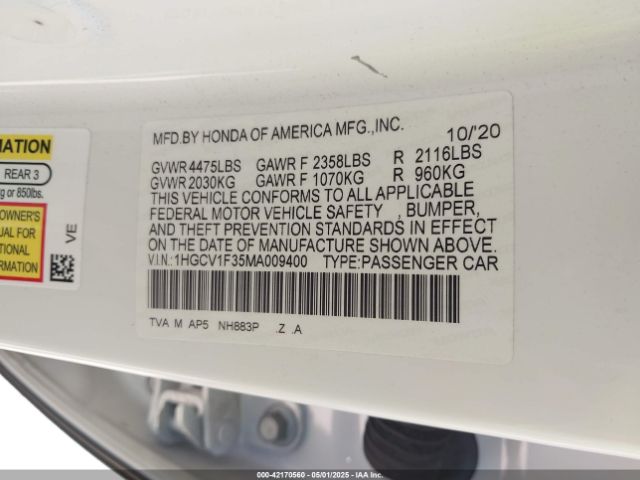 MFD.BY HONDA OF AMERICA MFG.,INC. 10/'20
GVWR 4475LBS GAWR F 2358LBS R 2116LBS
GVWR 2030KG GAWR F 1070KG R 960KG
THIS VEHICLE CONFORMS TO ALL APPLICABLE
FEDERAL MOTOR VEHICLE SAFETY , BUMPER,
AND THEFT PREVENTION STANDARDS IN EFFECT
ON THE DATE OF MANUFACTURE SHOWN ABOVE.
V.I.N.: 1HGCV1F35MA009400 TYPE:PASSENGER CAR
TVA M AP5 NH883P .Z .A
MATION
REAR 3
g or 850lbs.
OWNER'S
UAL FOR
TIONAL
RMATION
VE
000-42170560 - 05/01/2025 - IAAI Copyright